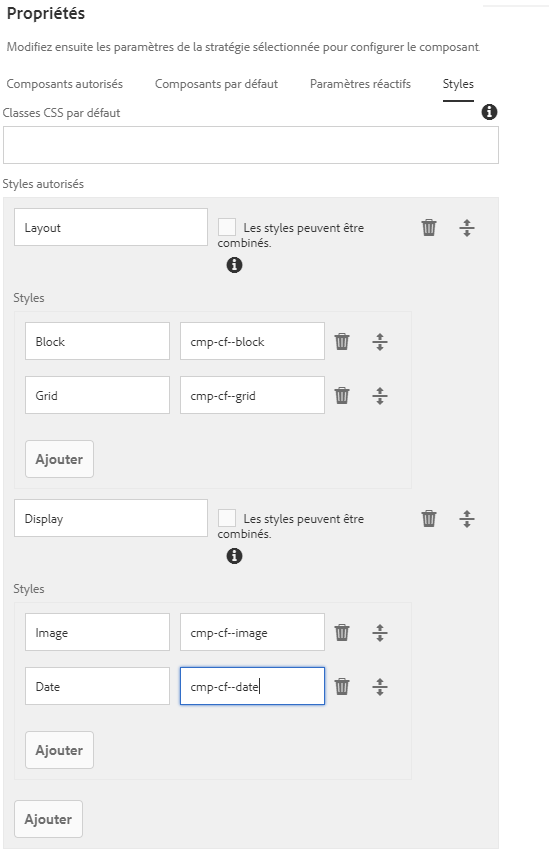 Propriétés
Modifiez ensuite les paramètres de la stratégie sélectionnée pour configurer le composant.
Composants autorisés Composants par défaut Paramètres réactifs Styles
Classes CSS par défaut
Styles autorisés
Layout Les styles peuvent être
combinés.
Styles
Block cmp-cf--block
Grid cmp-cf--grid
Ajouter
Display Les styles peuvent être
combinés.
Styles
Image cmp-cf--image
Date cmp-cf--date
Ajouter
Ajouter